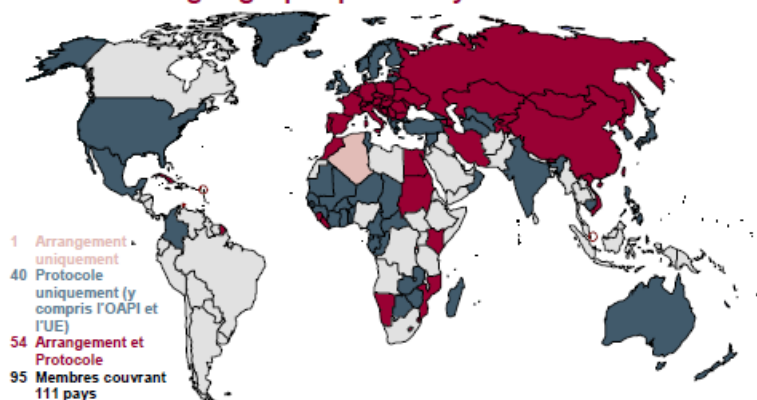 1 Arrangement
uniquement
40 Protocole
uniquement (y
compris l'OAPI et
l'UE)
54 Arrangement et
Protocole
95 Membres couvrant
111 pays